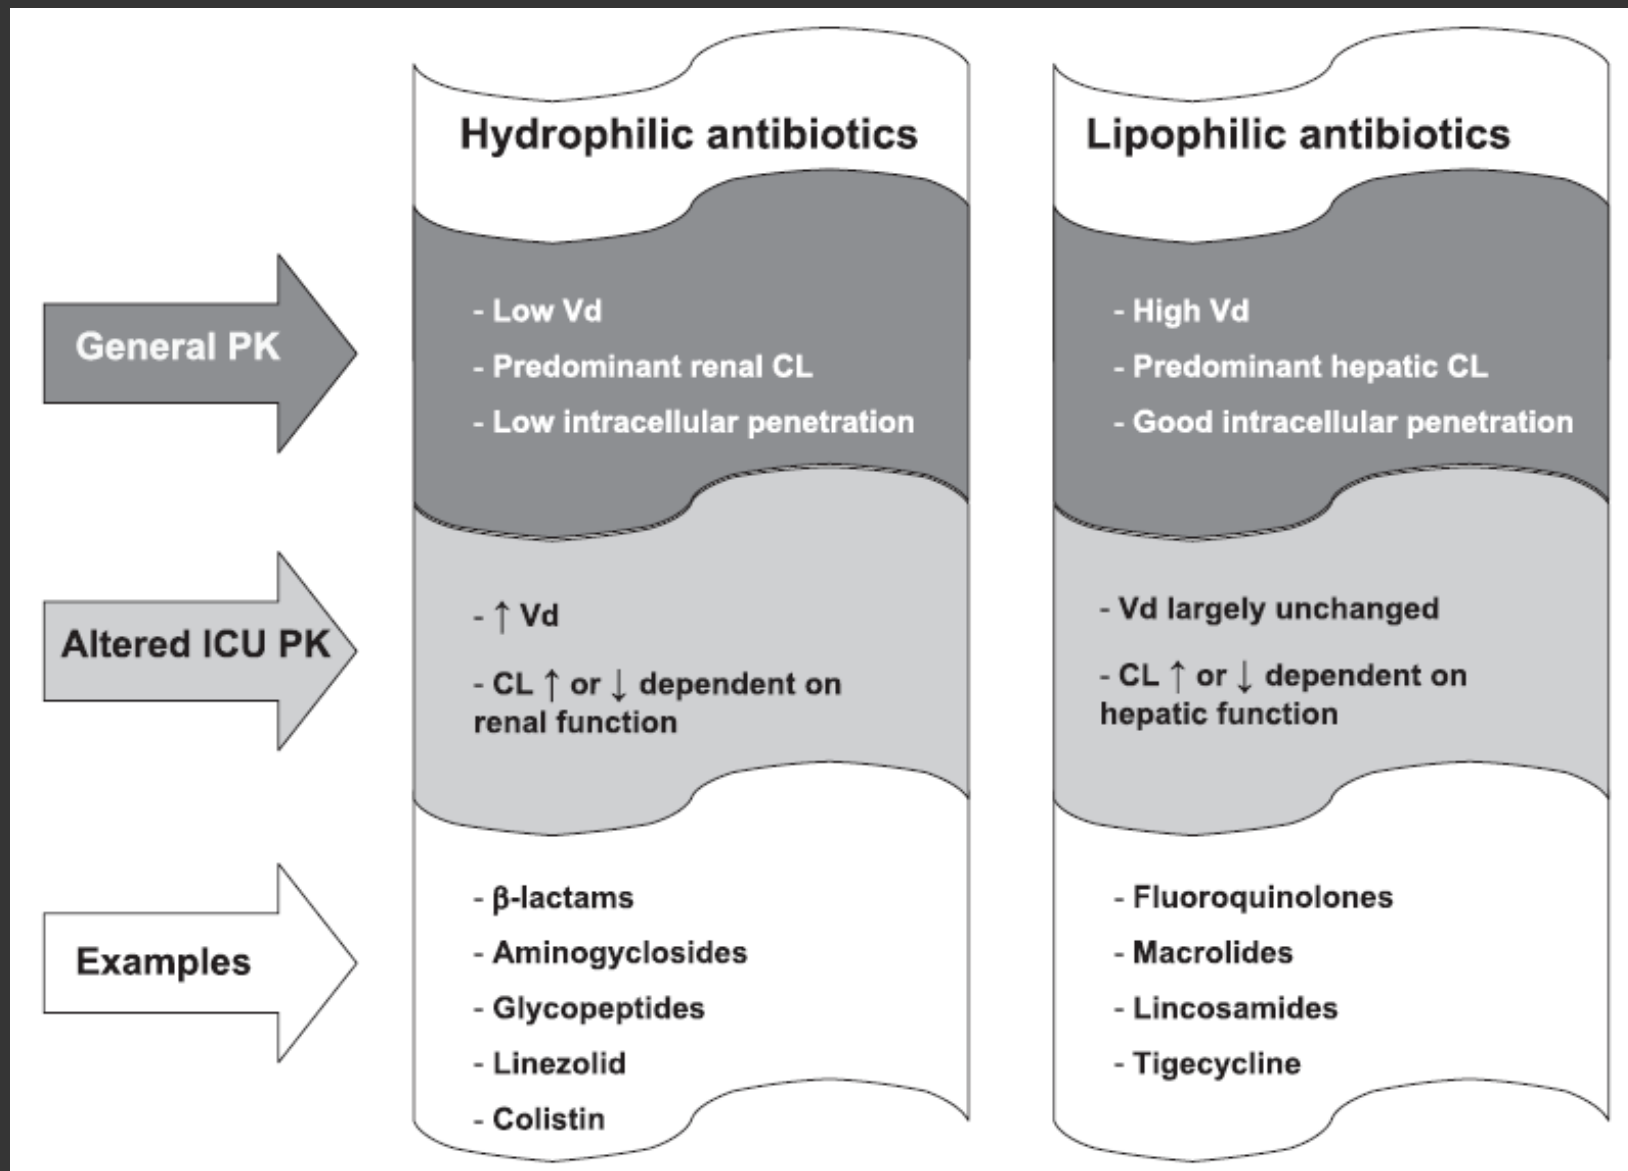 Hydrophilic antibiotics
Lipophilic antibiotics
General PK
- Low Vd
- Predominant renal CL
- Low intracellular penetration
- High Vd
- Predominant hepatic CL
- Good intracellular penetration
Altered ICU PK
- ↑ Vd
- CL ↑ or ↓ dependent on
renal function
- Vd largely unchanged
- CL ↑ or ↓ dependent on
hepatic function
Examples
- β-lactams
- Aminogyclosides
- Glycopeptides
- Linezolid
- Colistin
- Fluoroquinolones
- Macrolides
- Lincosamides
- Tigecycline